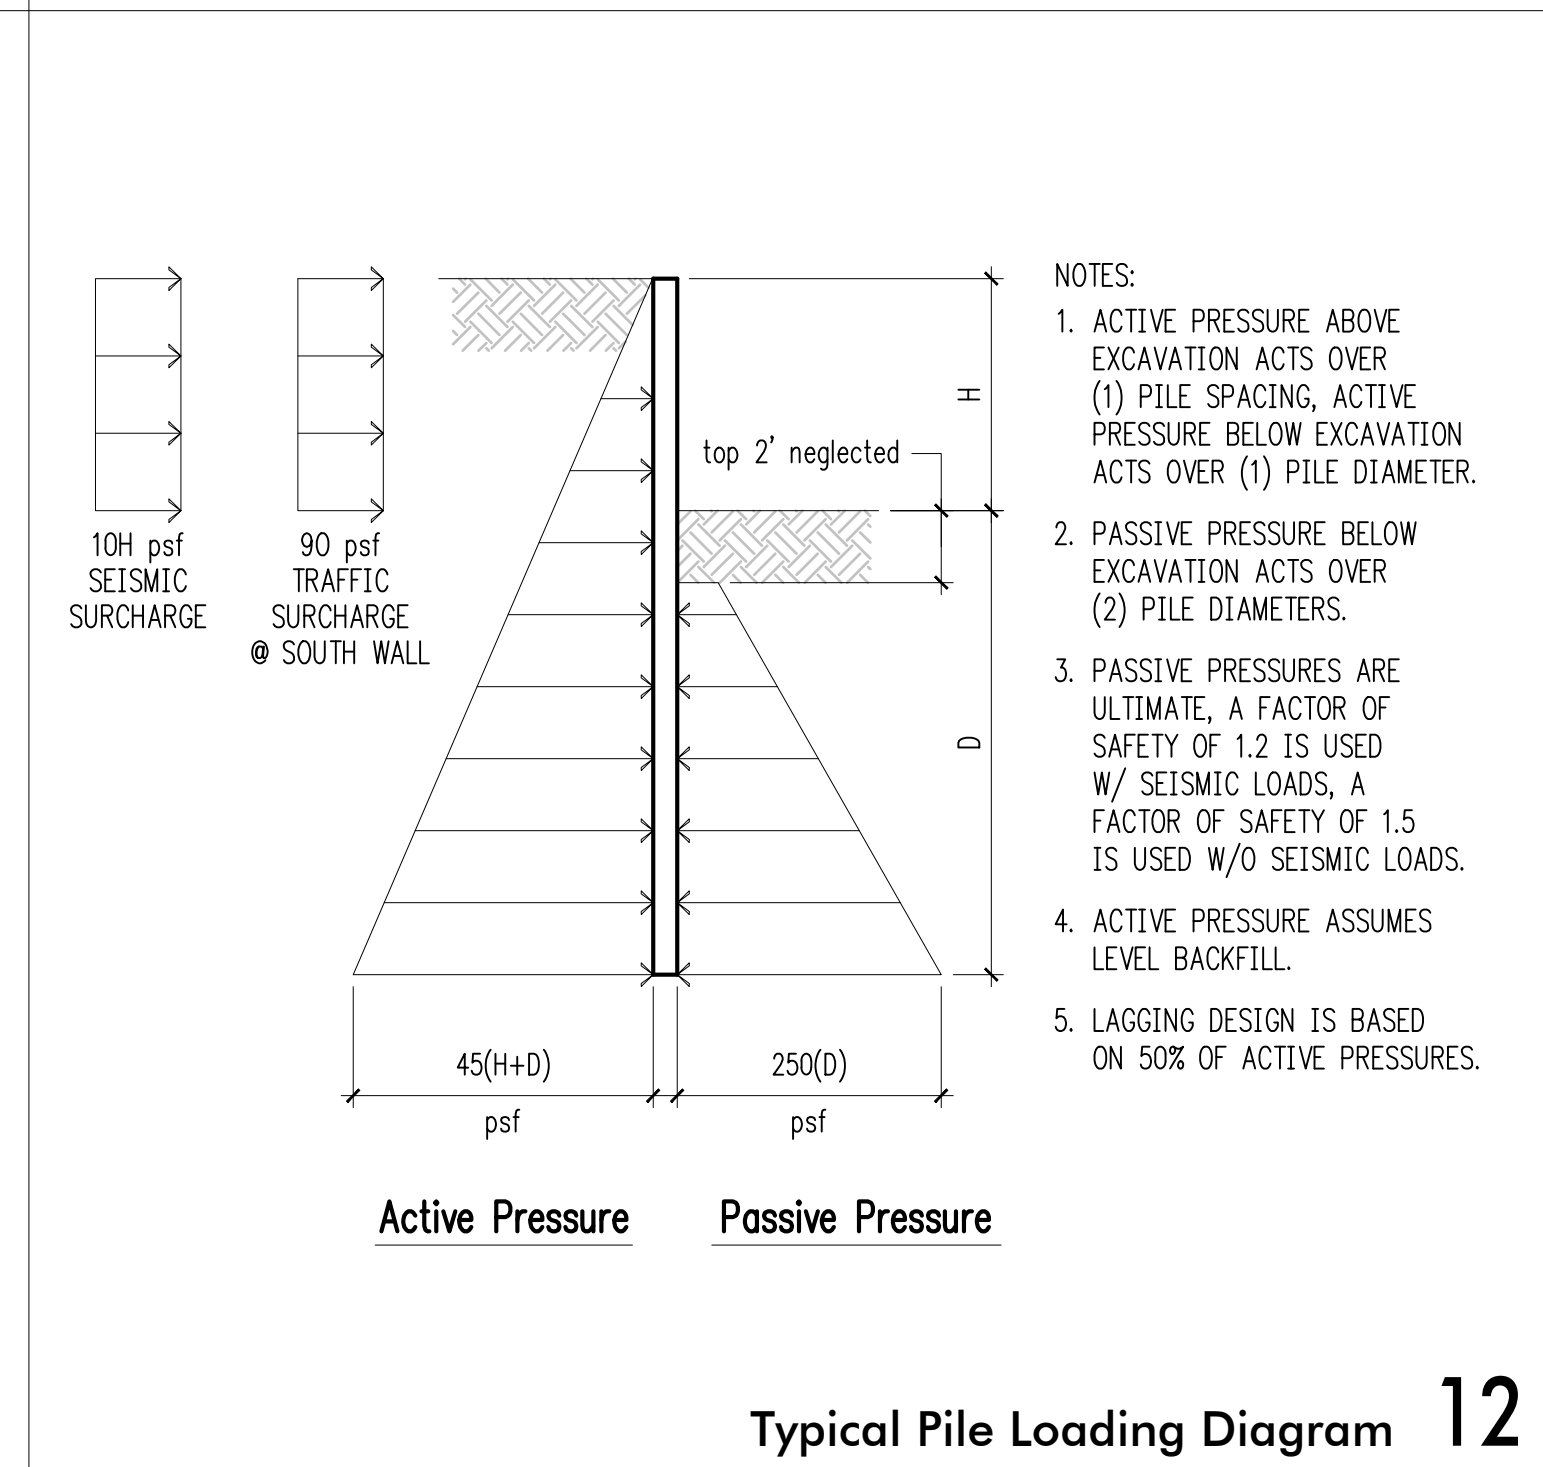 10H psf
SEISMIC
SURCHARGE
90 psf
TRAFFIC
SURCHARGE
@ SOUTH WALL
top 2' neglected
H
D
45(H+D)
psf
250(D)
psf
Active Pressure
Passive Pressure
NOTES:
1. ACTIVE PRESSURE ABOVE
EXCAVATION ACTS OVER
(1) PILE SPACING, ACTIVE
PRESSURE BELOW EXCAVATION
ACTS OVER (1) PILE DIAMETER.
2. PASSIVE PRESSURE BELOW
EXCAVATION ACTS OVER
(2) PILE DIAMETERS.
3. PASSIVE PRESSURES ARE
ULTIMATE, A FACTOR OF
SAFETY OF 1.2 IS USED
W/ SEISMIC LOADS, A
FACTOR OF SAFETY OF 1.5
IS USED W/O SEISMIC LOADS.
4. ACTIVE PRESSURE ASSUMES
LEVEL BACKFILL.
5. LAGGING DESIGN IS BASED
ON 50% OF ACTIVE PRESSURES.
Typical Pile Loading Diagram 12